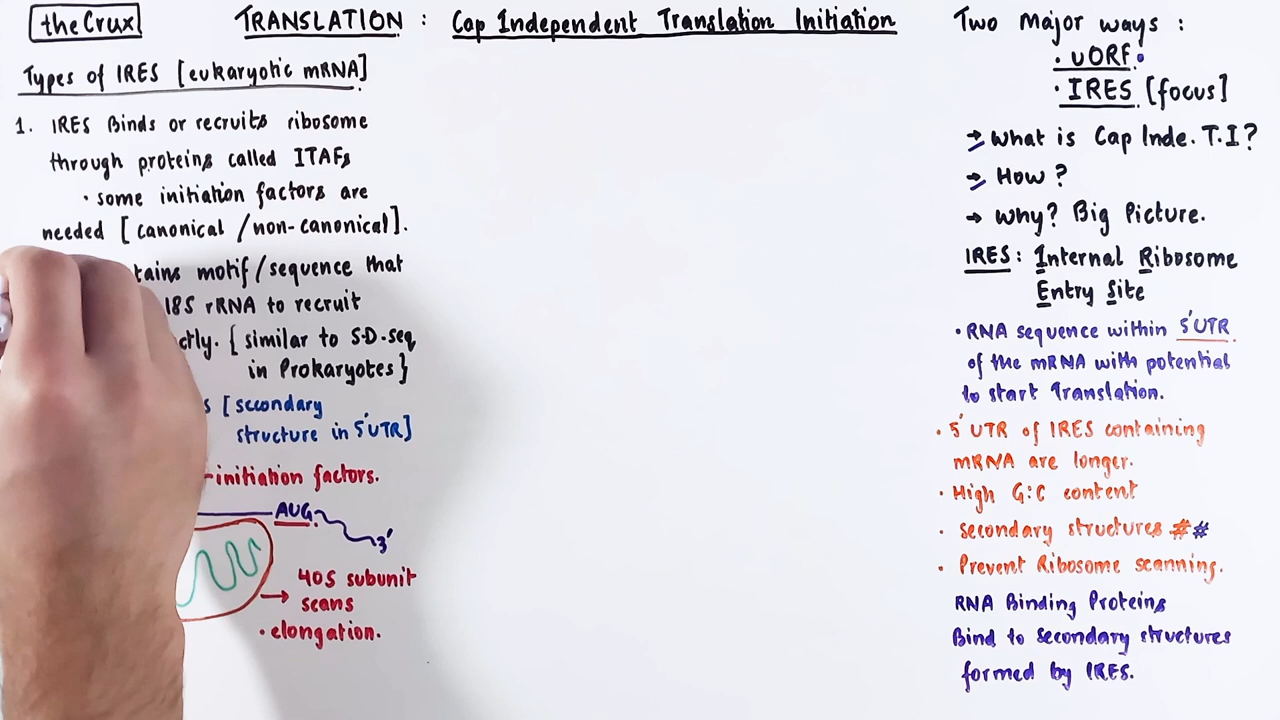 theCrux
TRANSLATION : Cap Independent Translation Initiation
Types of IRES [eukaryotic mRNA]
1. IRES Binds or recruits ribosome
through proteins called ITAFs
• some initiation factors are
needed [canonical /non-canonical].
motif/sequence that
18S rRNA to recruit
{similar to S.D-seq
in Prokaryotes}
[secondary
structure in 5'UTR]
-initiation factors.
AUG
3'
40S subunit
scans
• elongation.
Two Major ways :
• uORF.
• IRES [focus]
→ What is Cap Inde. T.I?
→ How?
→ Why? Big Picture.
IRES: Internal Ribosome
Entry Site
• RNA sequence within 5'UTR
of the mRNA with potential
to start Translation.
• 5' UTR of IRES containing
mRNA are longer.
• High G:C content
• secondary structures # #
• Prevent Ribosome scanning.
RNA Binding Proteins
Bind to secondary structures
formed by IRES.